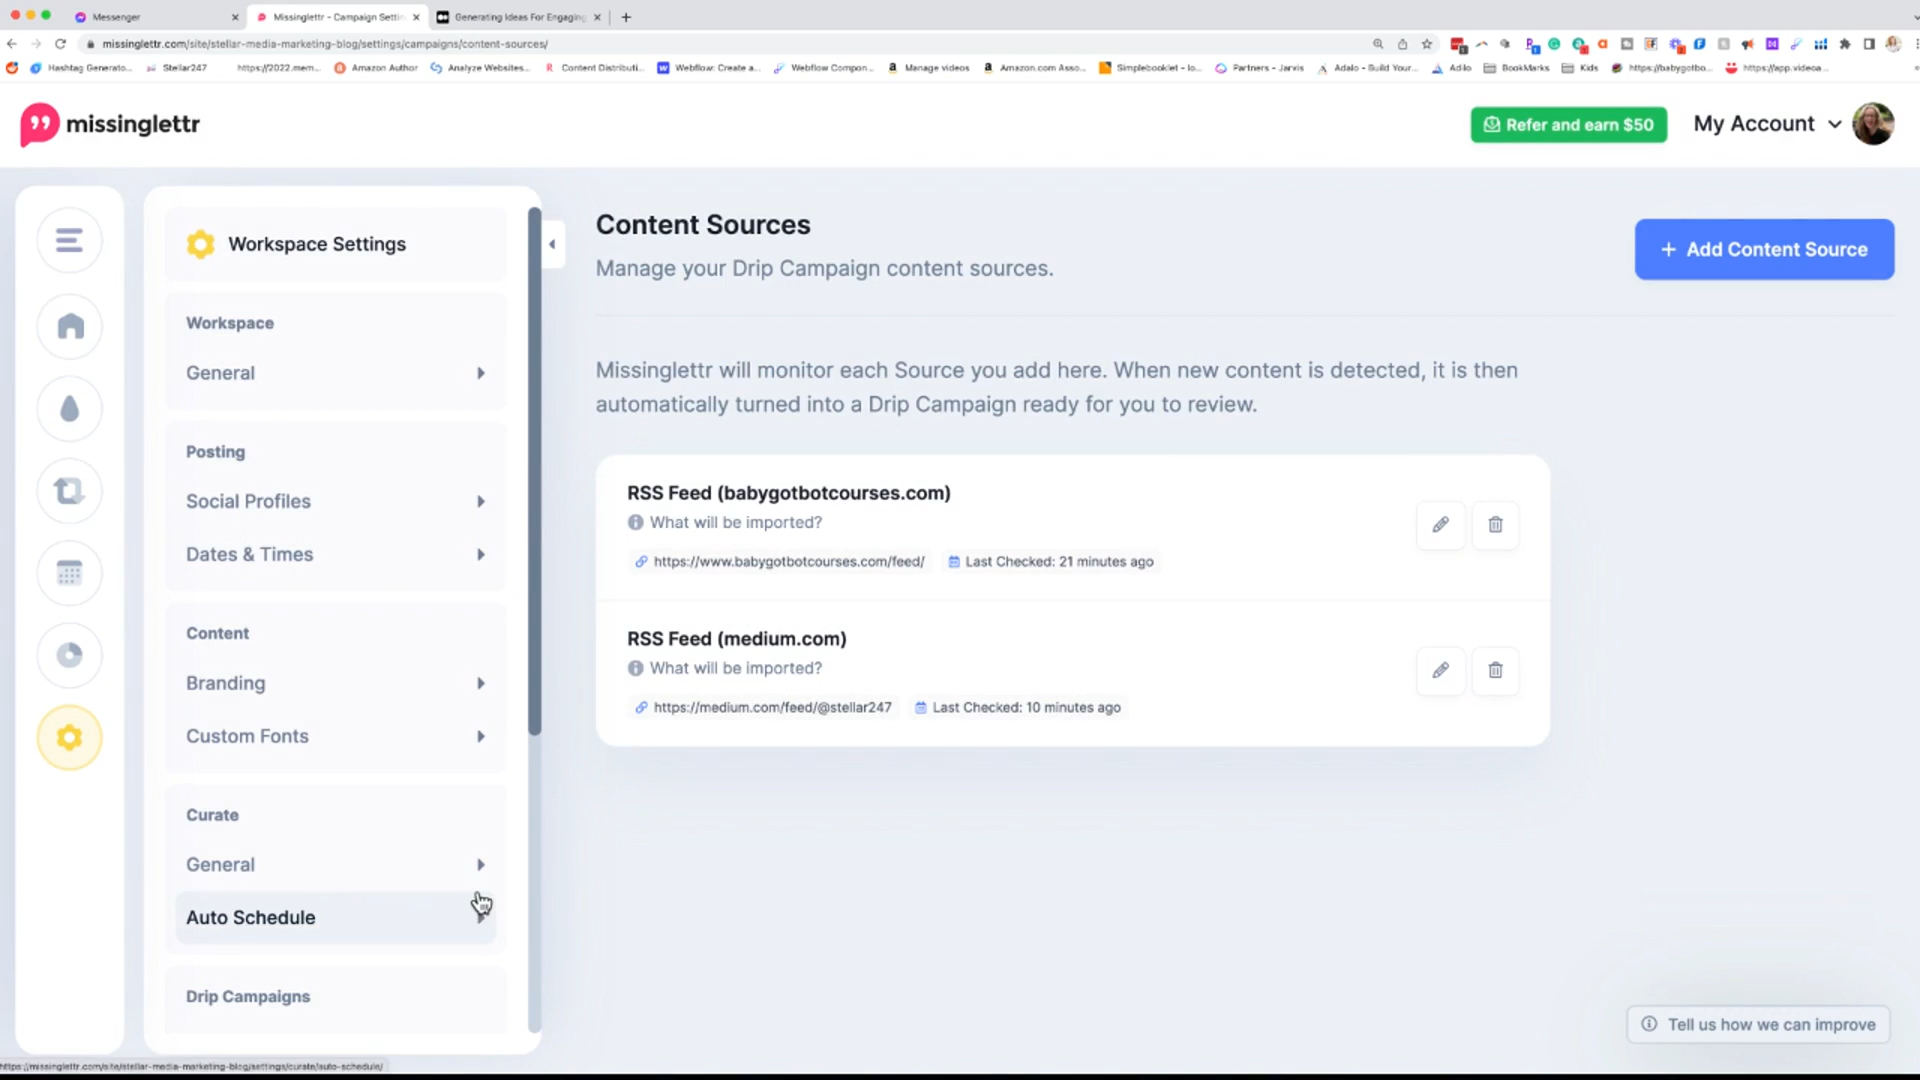 Messenger
Missinglettr - Campaign Settin
Generating Ideas For Engaging
missinglettr.com/site/stellar-media-marketing-blog/settings/campaigns/content-sources/
Hashtag Generato...
Stellar247
https://2022.mem...
Amazon Author
Analyze Websites...
Content Distributi...
Webflow: Create a...
Webflow Compon...
Manage videos
Amazon.com Asso...
Simplebooklet - lo...
Partners - Jarvis
Adalo - Build Your...
Adilo
BookMarks
Kids
https://babygotbo...
https://app.videoa...
missinglettr
Refer and earn $50
My Account
Workspace Settings
Workspace
General
Posting
Social Profiles
Dates & Times
Content
Branding
Custom Fonts
Curate
General
Auto Schedule
Drip Campaigns
Content Sources
Manage your Drip Campaign content sources.
+ Add Content Source
Missinglettr will monitor each Source you add here. When new content is detected, it is then
automatically turned into a Drip Campaign ready for you to review.
RSS Feed (babygotbotcourses.com)
What will be imported?
https://www.babygotbotcourses.com/feed/ Last Checked: 21 minutes ago
RSS Feed (medium.com)
What will be imported?
https://medium.com/feed/@stellar247 Last Checked: 10 minutes ago
Tell us how we can improve
https://missinglettr.com/site/stellar-media-marketing-blog/settings/curate/auto-schedule/